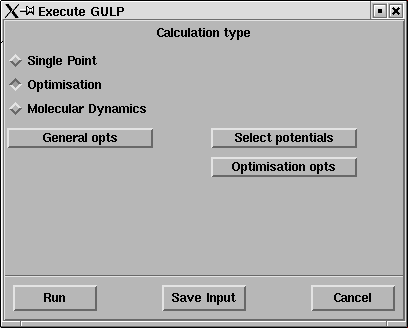 Execute GULP
Calculation type
Single Point
Optimisation
Molecular Dynamics
General opts
Select potentials
Optimisation opts
Run
Save Input
Cancel